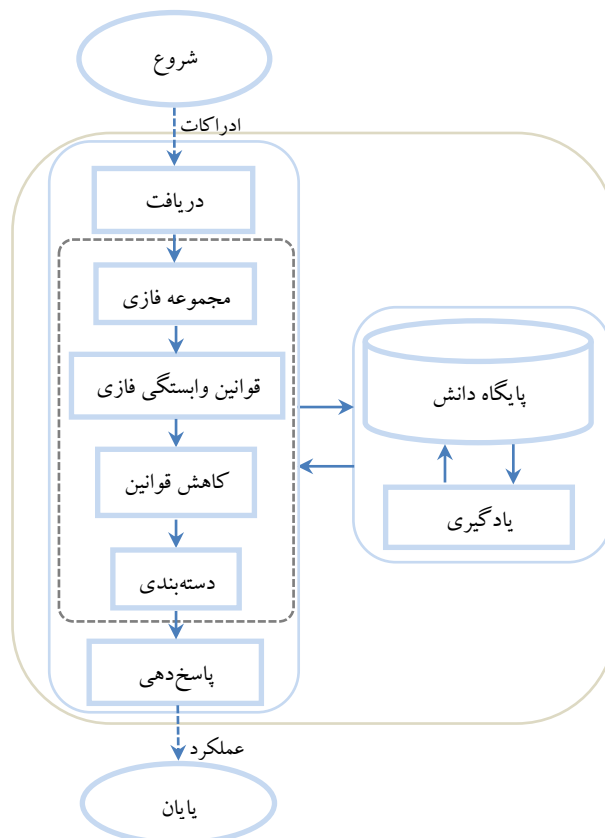 شروع
ادراکات
دریافت
مجموعه فازی
قوانین وابستگی فازی
کاهش قوانین
دسته‌بندی
پاسخ‌دهی
عملکرد
پایان
پایگاه دانش
یادگیری